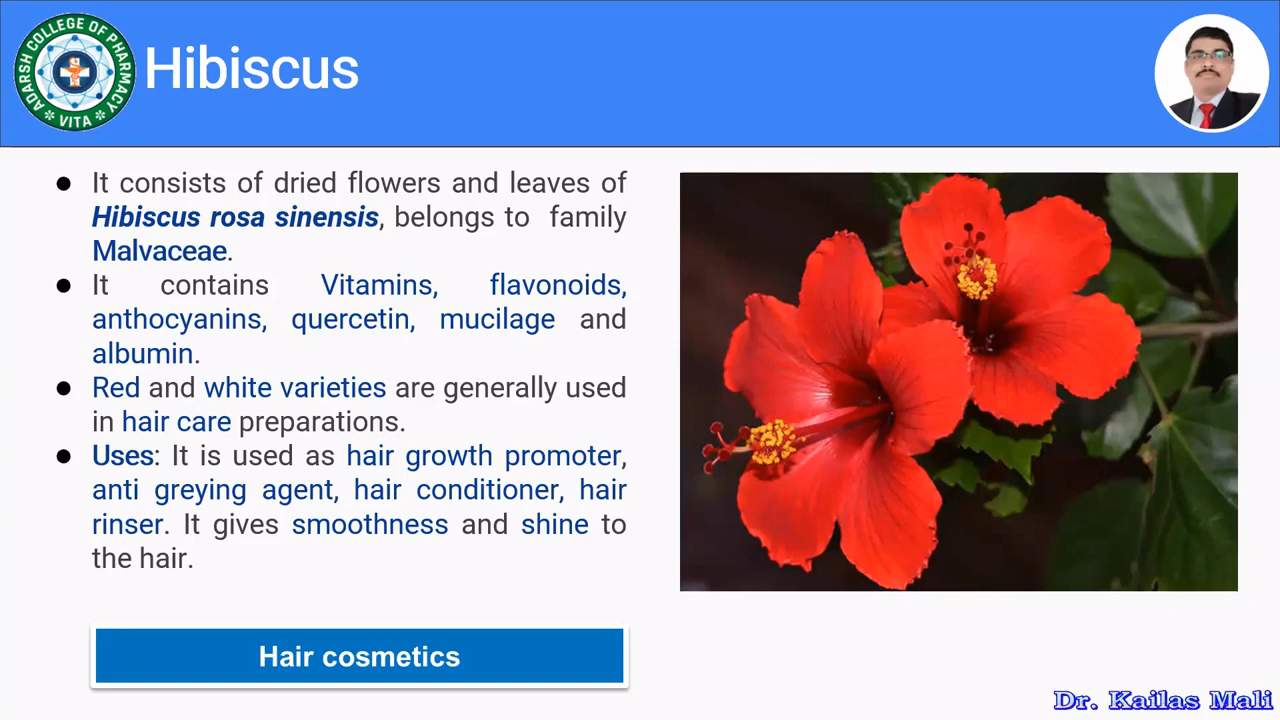 ADARSH COLLEGE OF PHARMACY
VITA
Hibiscus
● It consists of dried flowers and leaves of
Hibiscus rosa sinensis, belongs to family
Malvaceae.
● It contains Vitamins, flavonoids,
anthocyanins, quercetin, mucilage and
albumin.
● Red and white varieties are generally used
in hair care preparations.
● Uses: It is used as hair growth promoter,
anti greying agent, hair conditioner, hair
rinser. It gives smoothness and shine to
the hair.
Hair cosmetics
Dr. Kailas Mali